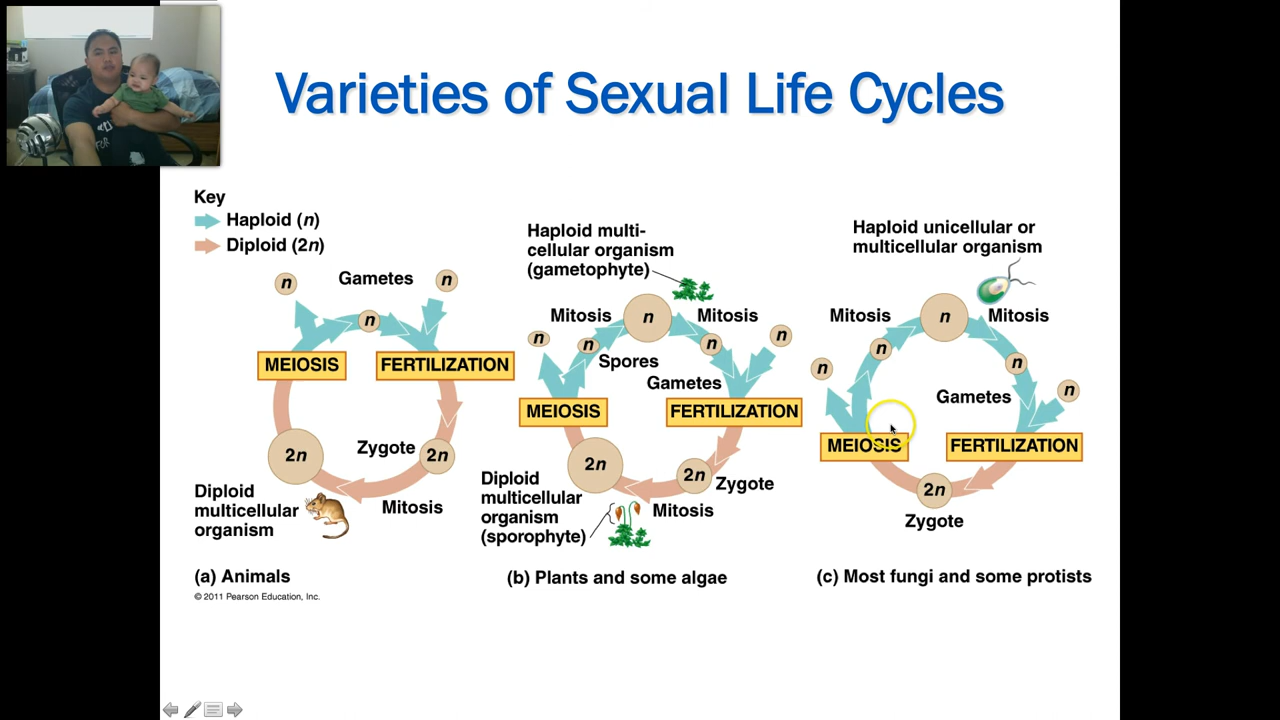 Varieties of Sexual Life Cycles
Key
Haploid (n)
Diploid (2n)
Gametes
n
n
n
MEIOSIS
FERTILIZATION
2n
Zygote
2n
Diploid
multicellular
organism
Mitosis
(a) Animals
© 2011 Pearson Education, Inc.
Haploid multi-
cellular organism
(gametophyte)
Mitosis
n
Mitosis
n
n
Spores
n
n
Gametes
MEIOSIS
FERTILIZATION
2n
2n
Zygote
Diploid
multicellular
organism
(sporophyte)
Mitosis
(b) Plants and some algae
Haploid unicellular or
multicellular organism
Mitosis
n
Mitosis
n
n
n
n
Gametes
MEIOSIS
FERTILIZATION
2n
Zygote
(c) Most fungi and some protists